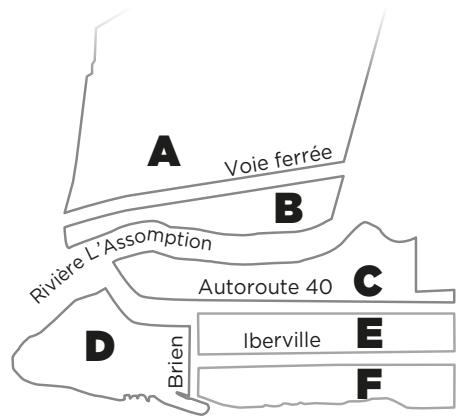 A
Voie ferrée
B
Rivière L'Assomption
Autoroute 40
C
D
Brien
Iberville
E
F